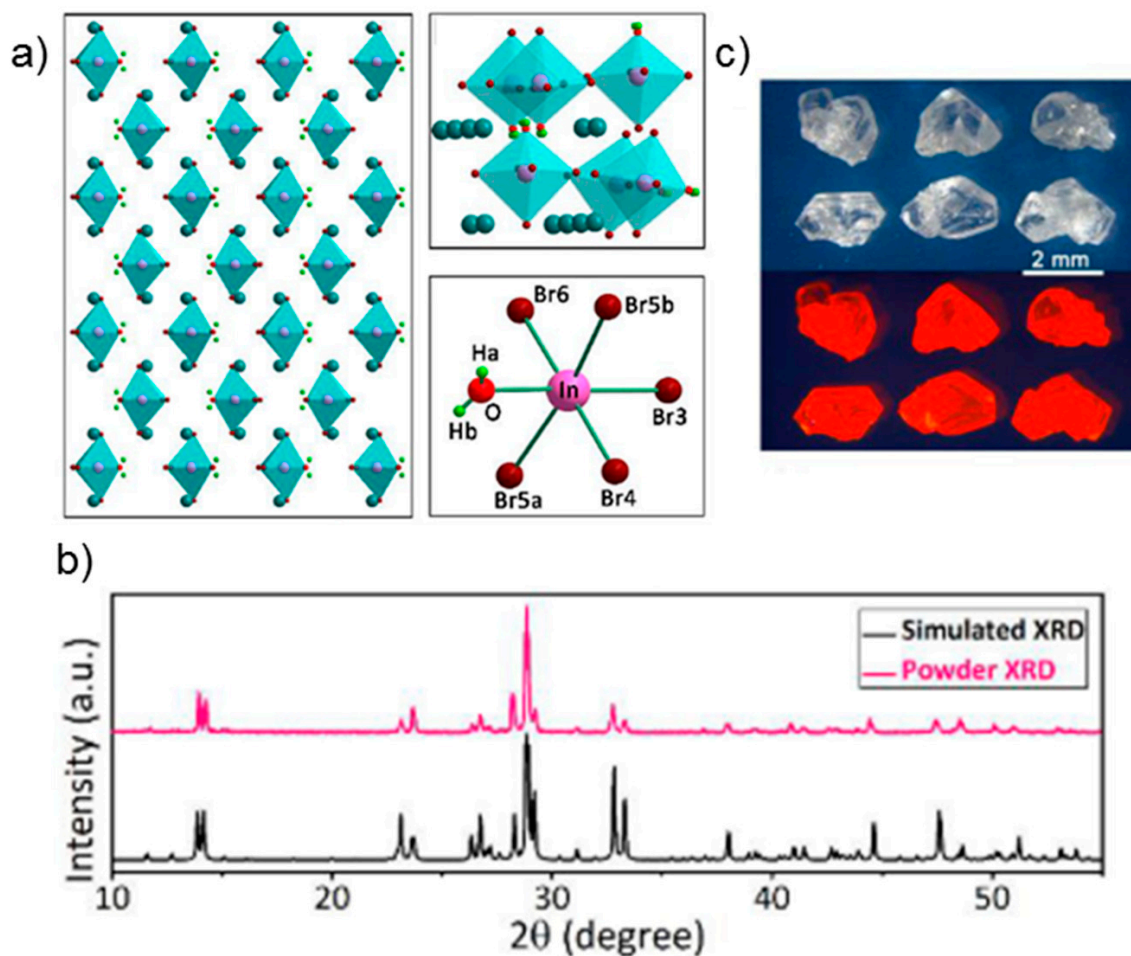 a)
c)
2 mm
Br6
Br5b
Ha
In
O
Hb
Br3
Br5a
Br4
b)
Simulated XRD
Powder XRD
Intensity (a.u.)
10
20
30
40
50
2θ (degree)